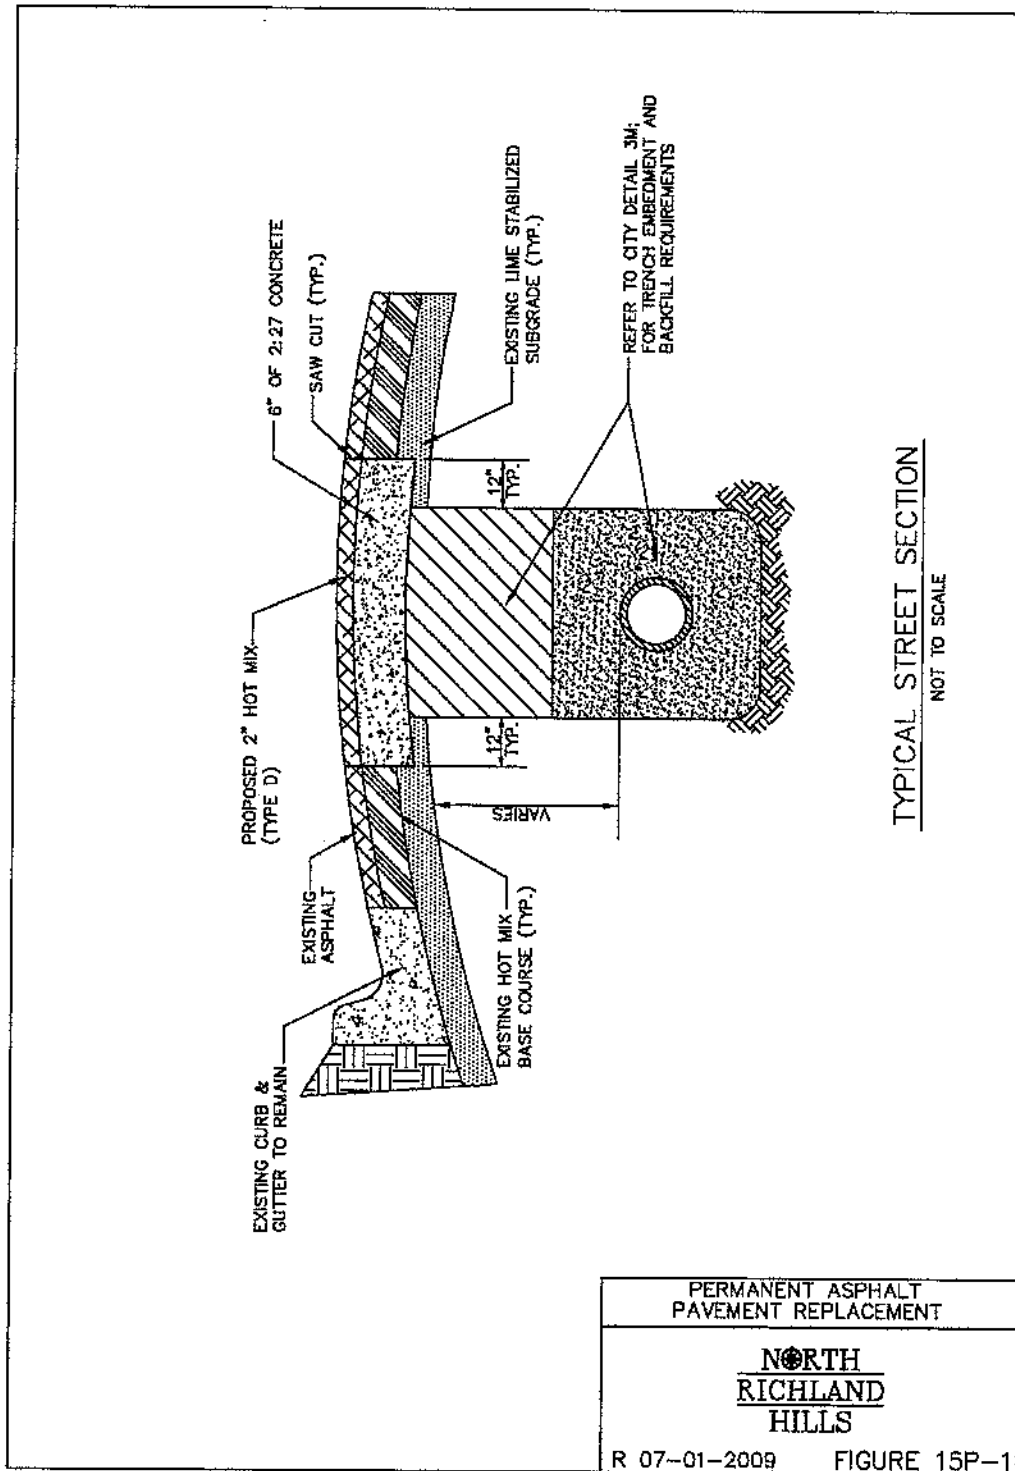 EXISTING CURB &
GUTTER TO REMAIN
EXISTING
ASPHALT
PROPOSED 2" HOT MIX
(TYPE D)
6" OF 2:27 CONCRETE
SAW CUT (TYP.)
EXISTING LIME STABILIZED
SUBGRADE (TYP.)
12"
TYP.
12"
TYP.
VARIES
EXISTING HOT MIX
BASE COURSE (TYP.)
REFER TO CITY DETAIL 3M;
FOR TRENCH EMBEDMENT AND
BACKFILL REQUIREMENTS
TYPICAL STREET SECTION
NOT TO SCALE
PERMANENT ASPHALT
PAVEMENT REPLACEMENT
NORTH
RICHLAND
HILLS
R 07-01-2009 FIGURE 15P-1